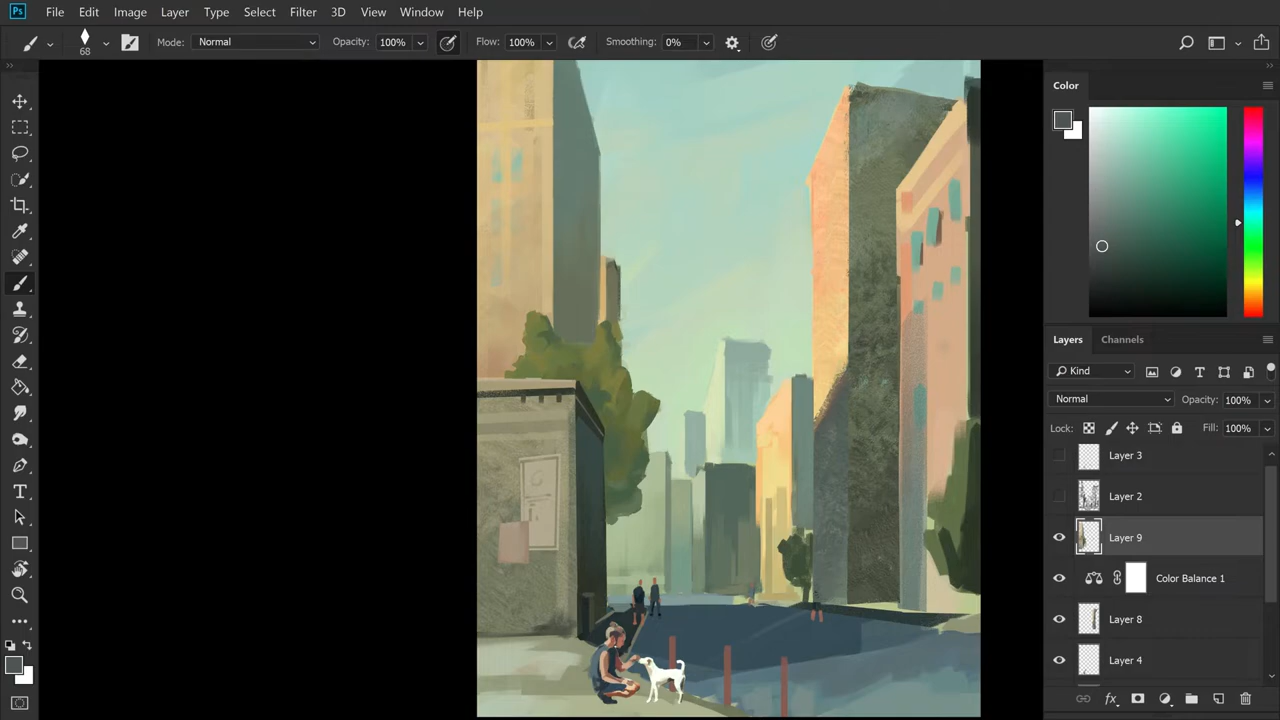 Ps File Edit Image Layer Type Select Filter 3D View Window Help
68 Mode: Normal Opacity: 100% Flow: 100% Smoothing: 0%
Color
Layers Channels
Kind
Normal Opacity: 100%
Lock: Fill: 100%
Layer 3
Layer 2
Layer 9
Color Balance 1
Layer 8
Layer 4